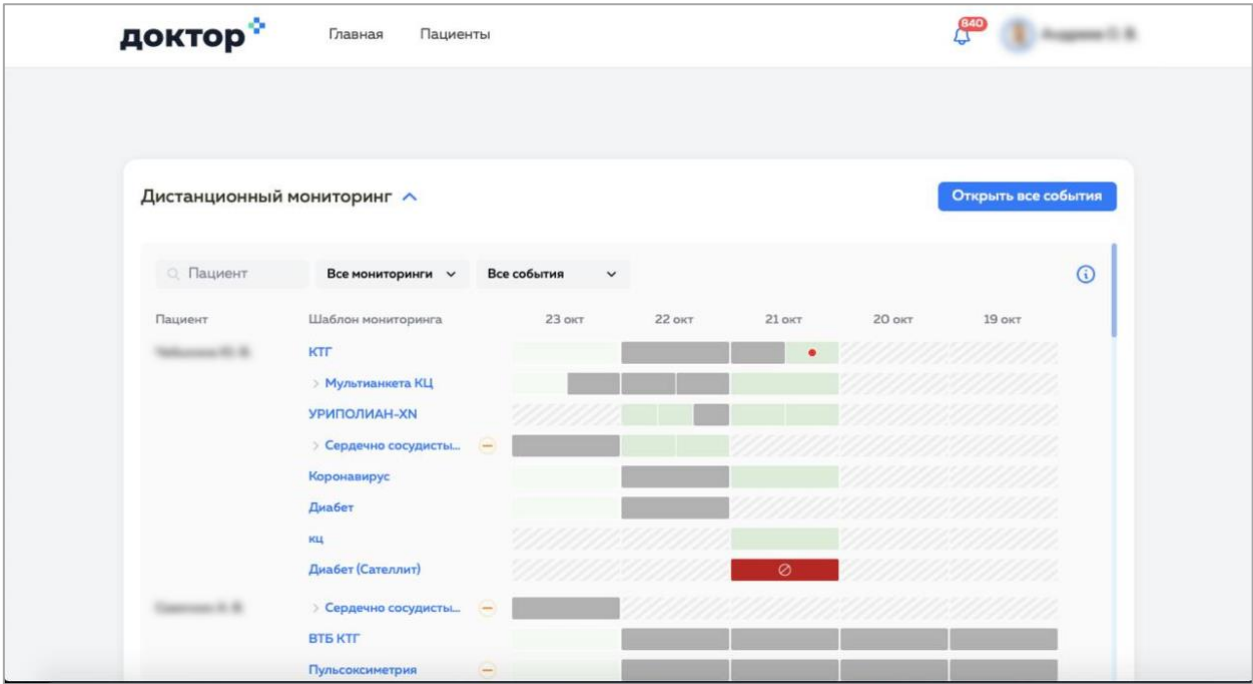 доктор Главная Пациенты 840
Дистанционный мониторинг Открыть все события
Пациент Все мониторинги Все события
Пациент Шаблон мониторинга 23 окт 22 окт 21 окт 20 окт 19 окт
КТГ
Мультианкета КЦ
УРИПОЛИАН-XN
Сердечно сосудисты...
Коронавирус
Диабет
кц
Диабет (Сателлит)
Сердечно сосудисты...
ВТБ КТГ
Пульсоксиметрия